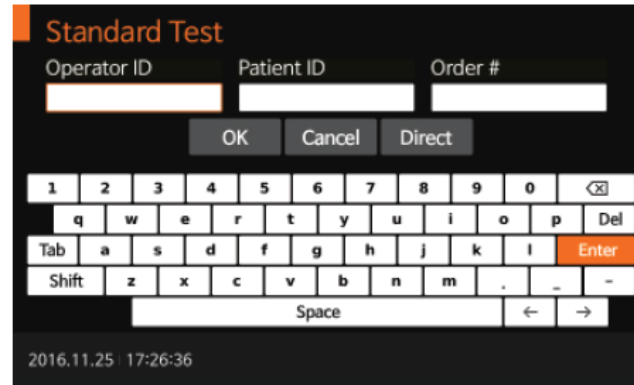 Standard Test
Operator ID Patient ID Order #
OK Cancel Direct
1 2 3 4 5 6 7 8 9 0 ⌫
q w e r t y u i o p Del
Tab a s d f g h j k l Enter
Shift z x c v b n m . _ -
Space ← →
2016.11.25 17:26:36